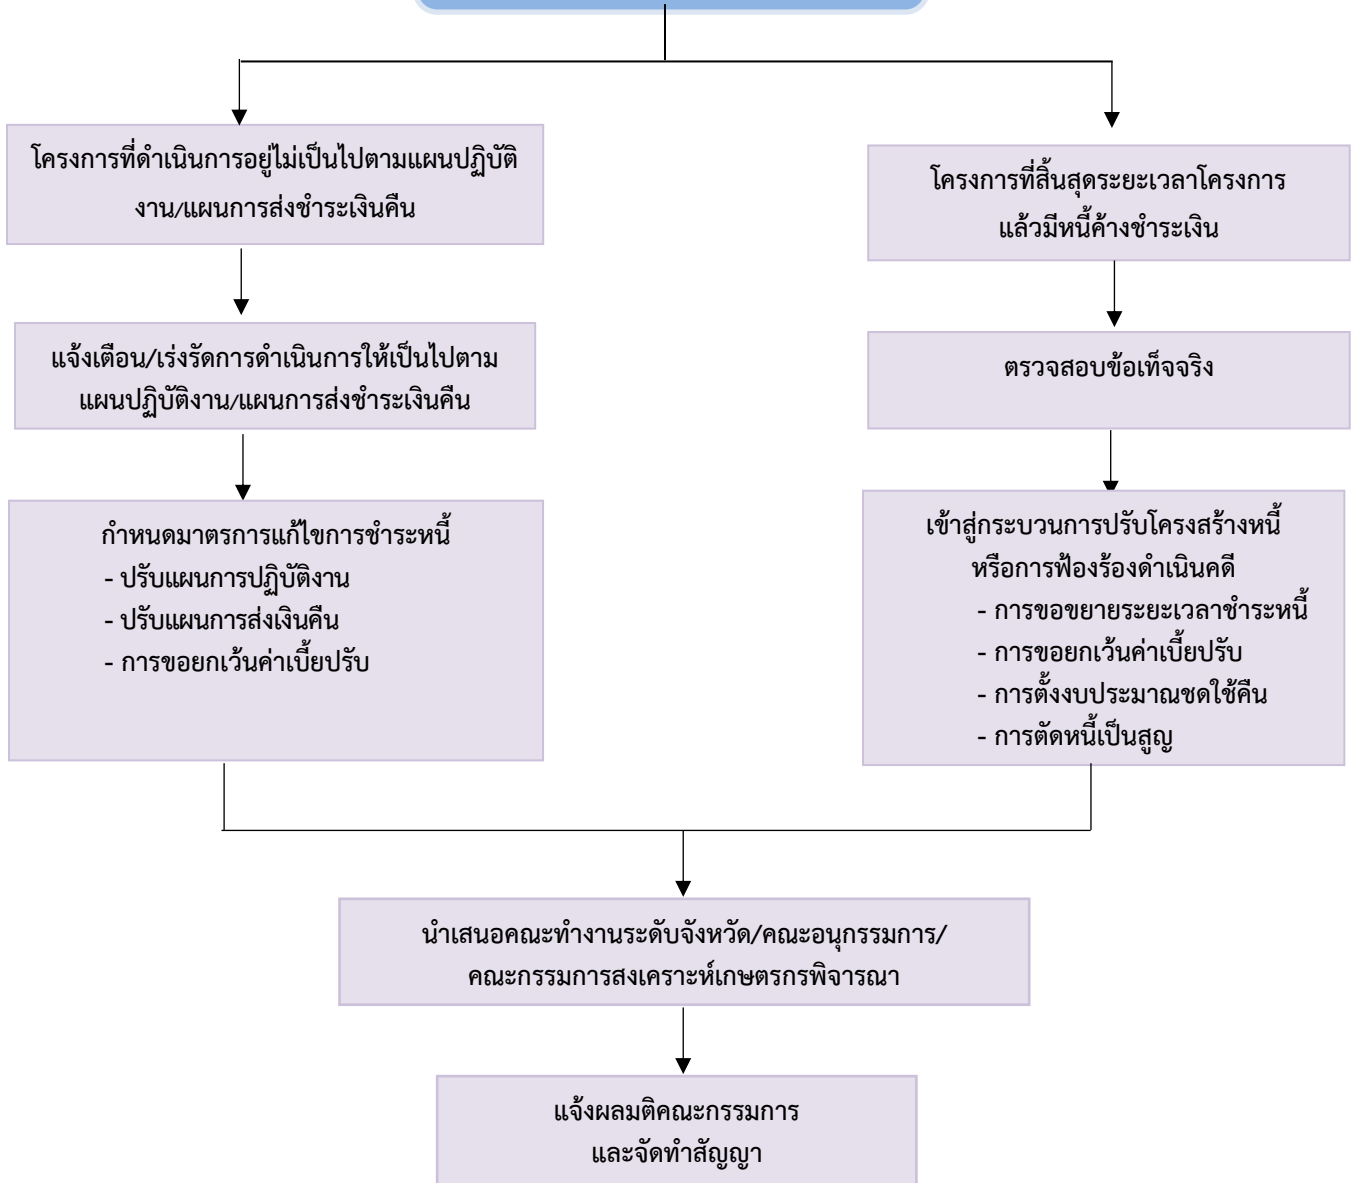 โครงการที่ดำเนินการอยู่ไม่เป็นไปตามแผนปฏิบัติ
งาน/แผนการส่งชำระเงินคืน
แจ้งเตือน/เร่งรัดการดำเนินการให้เป็นไปตาม
แผนปฏิบัติงาน/แผนการส่งชำระเงินคืน
กำหนดมาตรการแก้ไขการชำระหนี้
- ปรับแผนการปฏิบัติงาน
- ปรับแผนการส่งเงินคืน
- การขอยกเว้นค่าเบี้ยปรับ
โครงการที่สิ้นสุดระยะเวลาโครงการ
แล้วมีหนี้ค้างชำระเงิน
ตรวจสอบข้อเท็จจริง
เข้าสู่กระบวนการปรับโครงสร้างหนี้
หรือการฟ้องร้องดำเนินคดี
- การขอขยายระยะเวลาชำระหนี้
- การขอยกเว้นค่าเบี้ยปรับ
- การตั้งงบประมาณชดใช้คืน
- การตัดหนี้เป็นสูญ
นำเสนอคณะทำงานระดับจังหวัด/คณะอนุกรรมการ/
คณะกรรมการสงเคราะห์เกษตรกรพิจารณา
แจ้งผลมติคณะกรรมการ
และจัดทำสัญญา